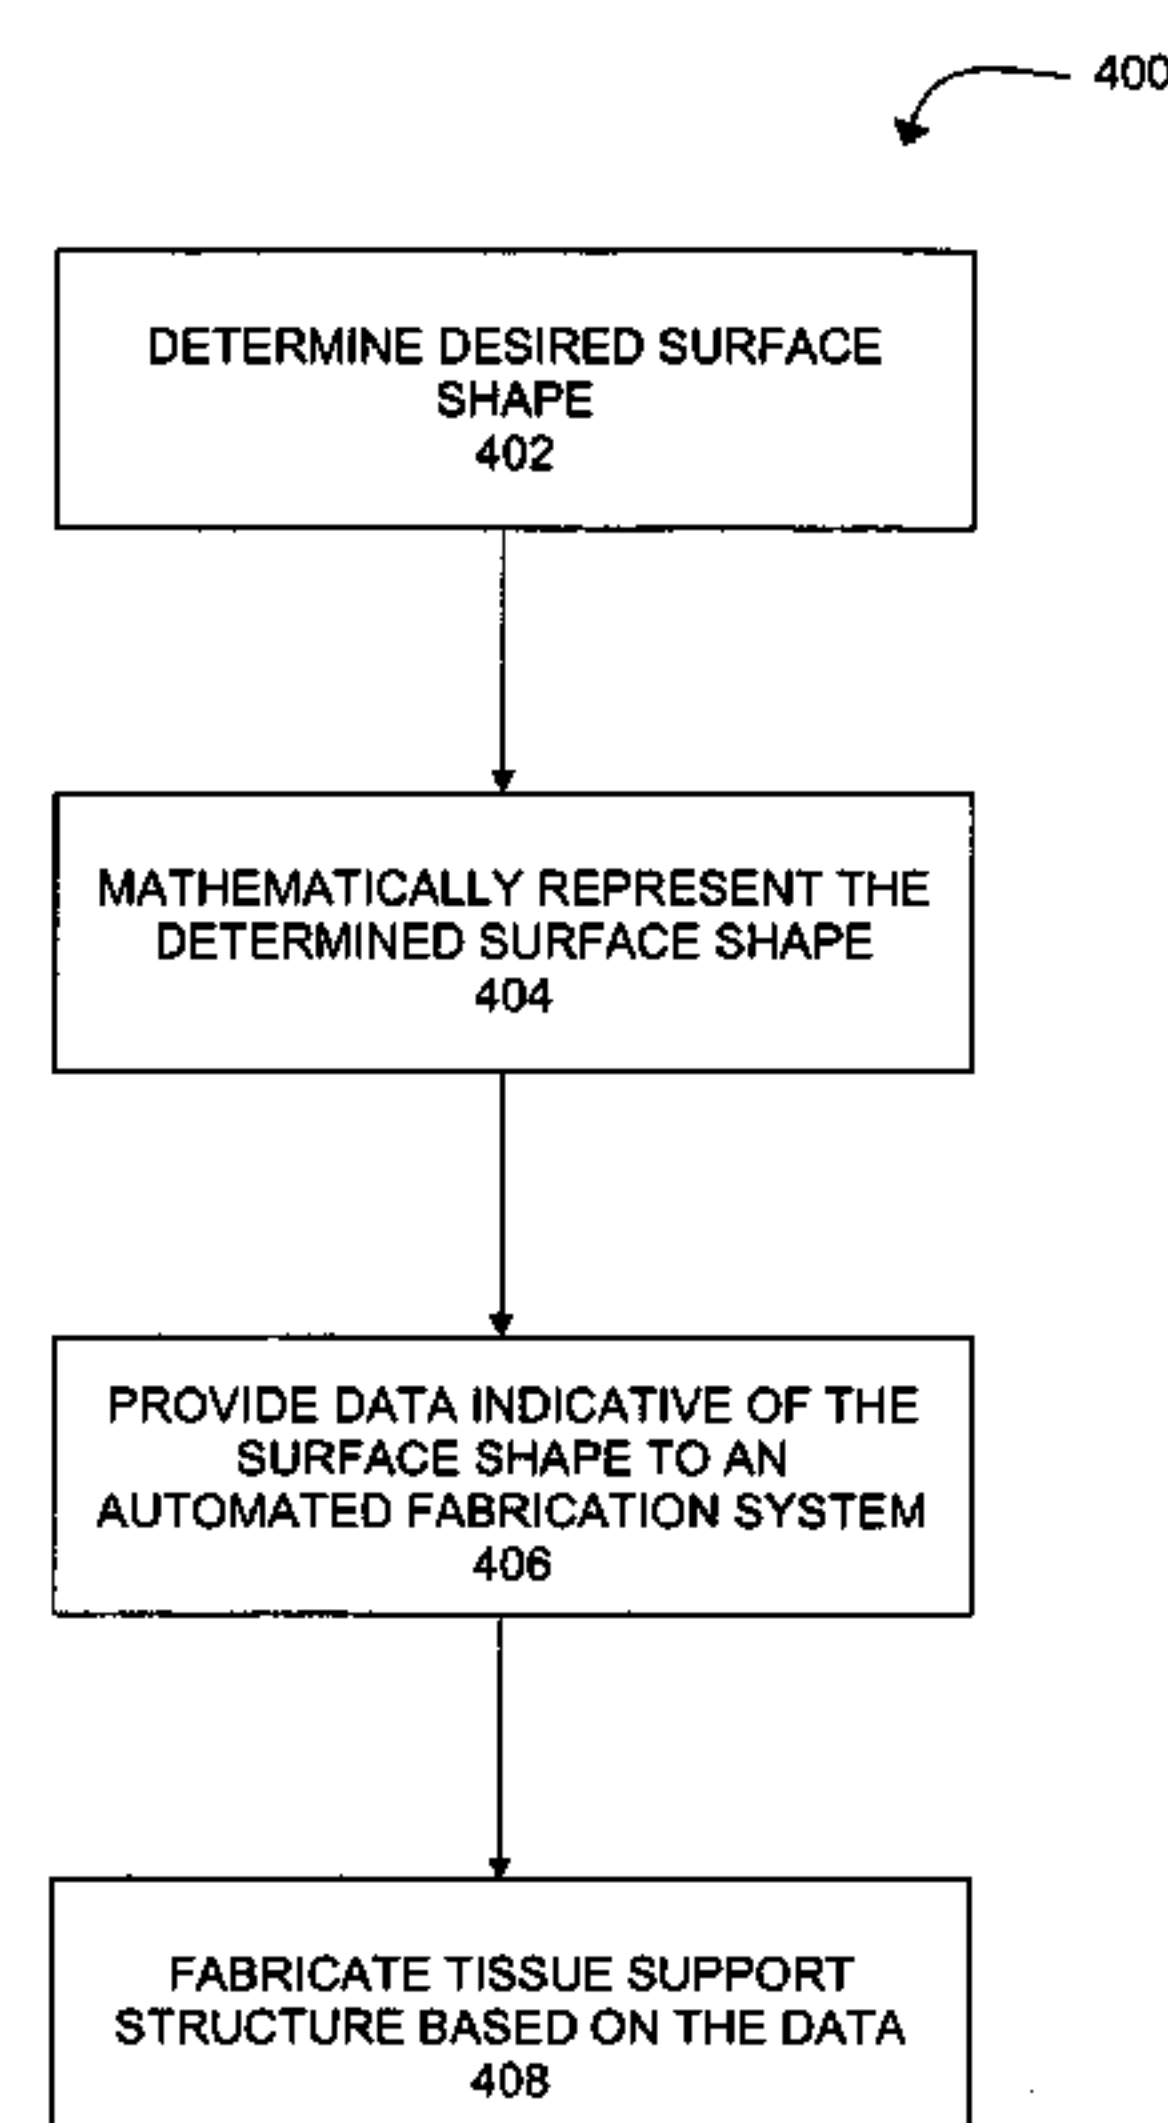 400
DETERMINE DESIRED SURFACE
SHAPE
402
MATHEMATICALLY REPRESENT THE
DETERMINED SURFACE SHAPE
404
PROVIDE DATA INDICATIVE OF THE
SURFACE SHAPE TO AN
AUTOMATED FABRICATION SYSTEM
406
FABRICATE TISSUE SUPPORT
STRUCTURE BASED ON THE DATA
408